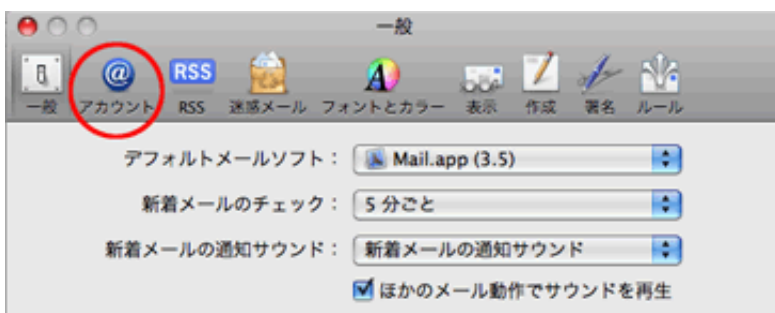 一般
RSS
一般 アカウント RSS 迷惑メール フォントとカラー 表示 作成 署名 ルール
デフォルトメールソフト： Mail.app (3.5)
新着メールのチェック： 5 分ごと
新着メールの通知サウンド： 新着メールの通知サウンド
ほかのメール動作でサウンドを再生